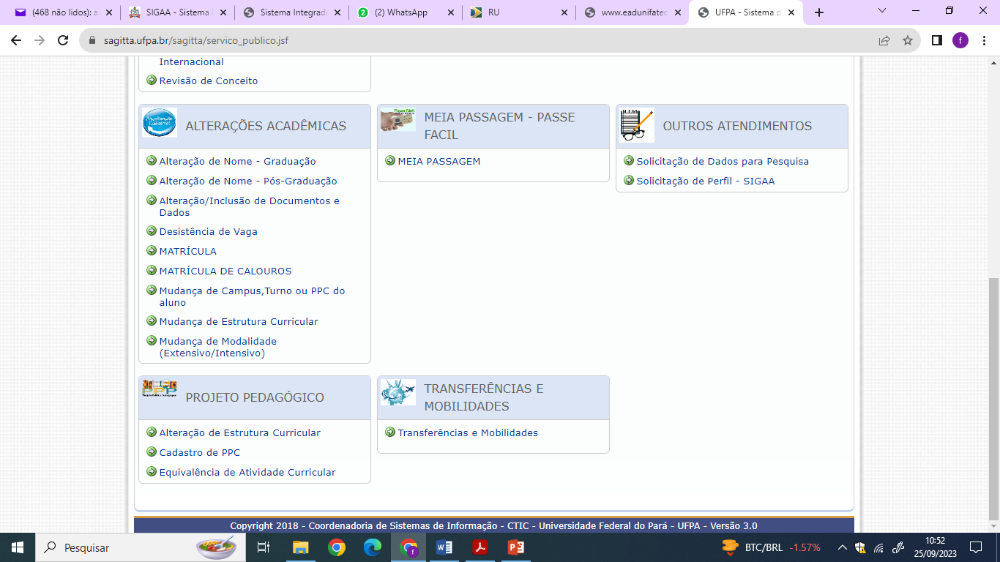 (468 não lidos): a
SIGAA - Sistema
Sistema Integrad
(2) WhatsApp
RU
www.eadunifatec
UFPA - Sistema d
sagitta.ufpa.br/sagitta/servico_publico.jsf
f
Internacional
Revisão de Conceito
ALTERAÇÕES ACADÊMICAS
Alteração de Nome - Graduação
Alteração de Nome - Pós-Graduação
Alteração/Inclusão de Documentos e
Dados
Desistência de Vaga
MATRÍCULA
MATRÍCULA DE CALOUROS
Mudança de Campus,Turno ou PPC do
aluno
Mudança de Estrutura Curricular
Mudança de Modalidade
(Extensivo/Intensivo)
MEIA PASSAGEM - PASSE
FACIL
MEIA PASSAGEM
OUTROS ATENDIMENTOS
Solicitação de Dados para Pesquisa
Solicitação de Perfil - SIGAA
PROJETO PEDAGÓGICO
Alteração de Estrutura Curricular
Cadastro de PPC
Equivalência de Atividade Curricular
TRANSFERÊNCIAS E
MOBILIDADES
Transferências e Mobilidades
Copyright 2018 - Coordenadoria de Sistemas de Informação - CTIC - Universidade Federal do Pará - UFPA - Versão 3.0
Pesquisar
BTC/BRL -1.57%
10:52
25/09/2023